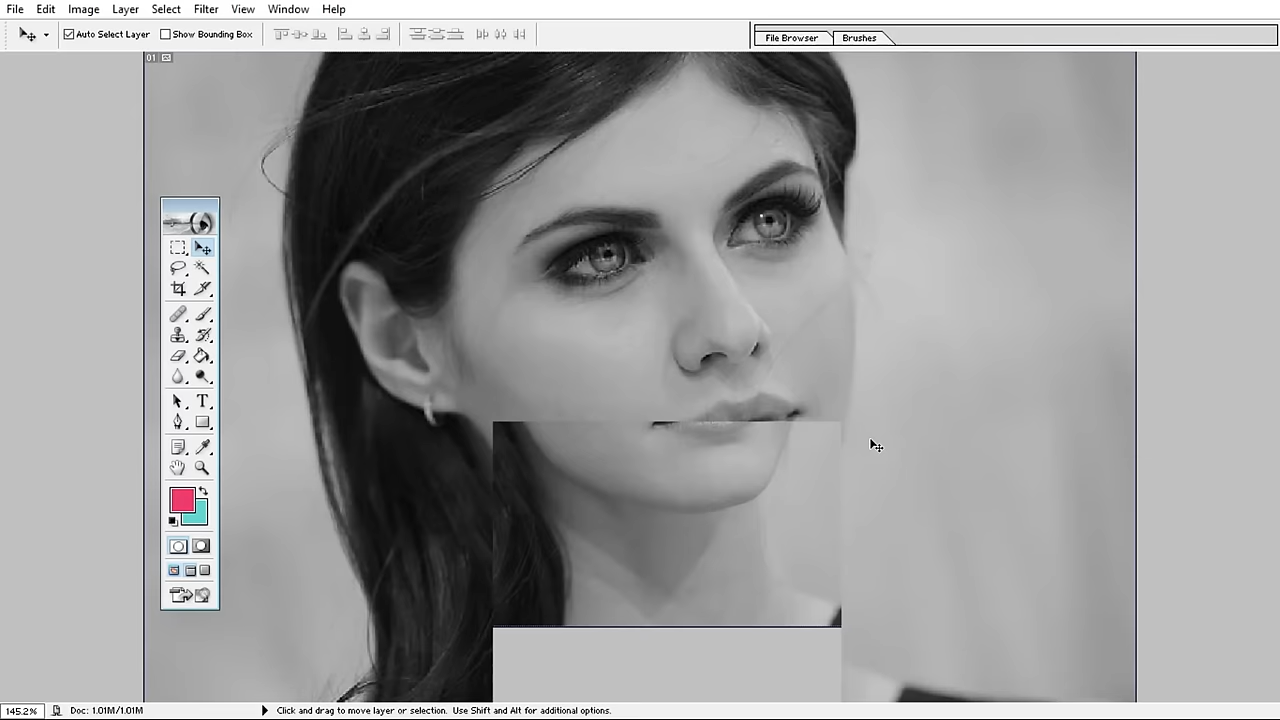 File Edit Image Layer Select Filter View Window Help
Auto Select Layer Show Bounding Box File Browser Brushes
01
T
145.2% Doc: 1.01M/1.01M Click and drag to move layer or selection. Use Shift and Alt for additional options.